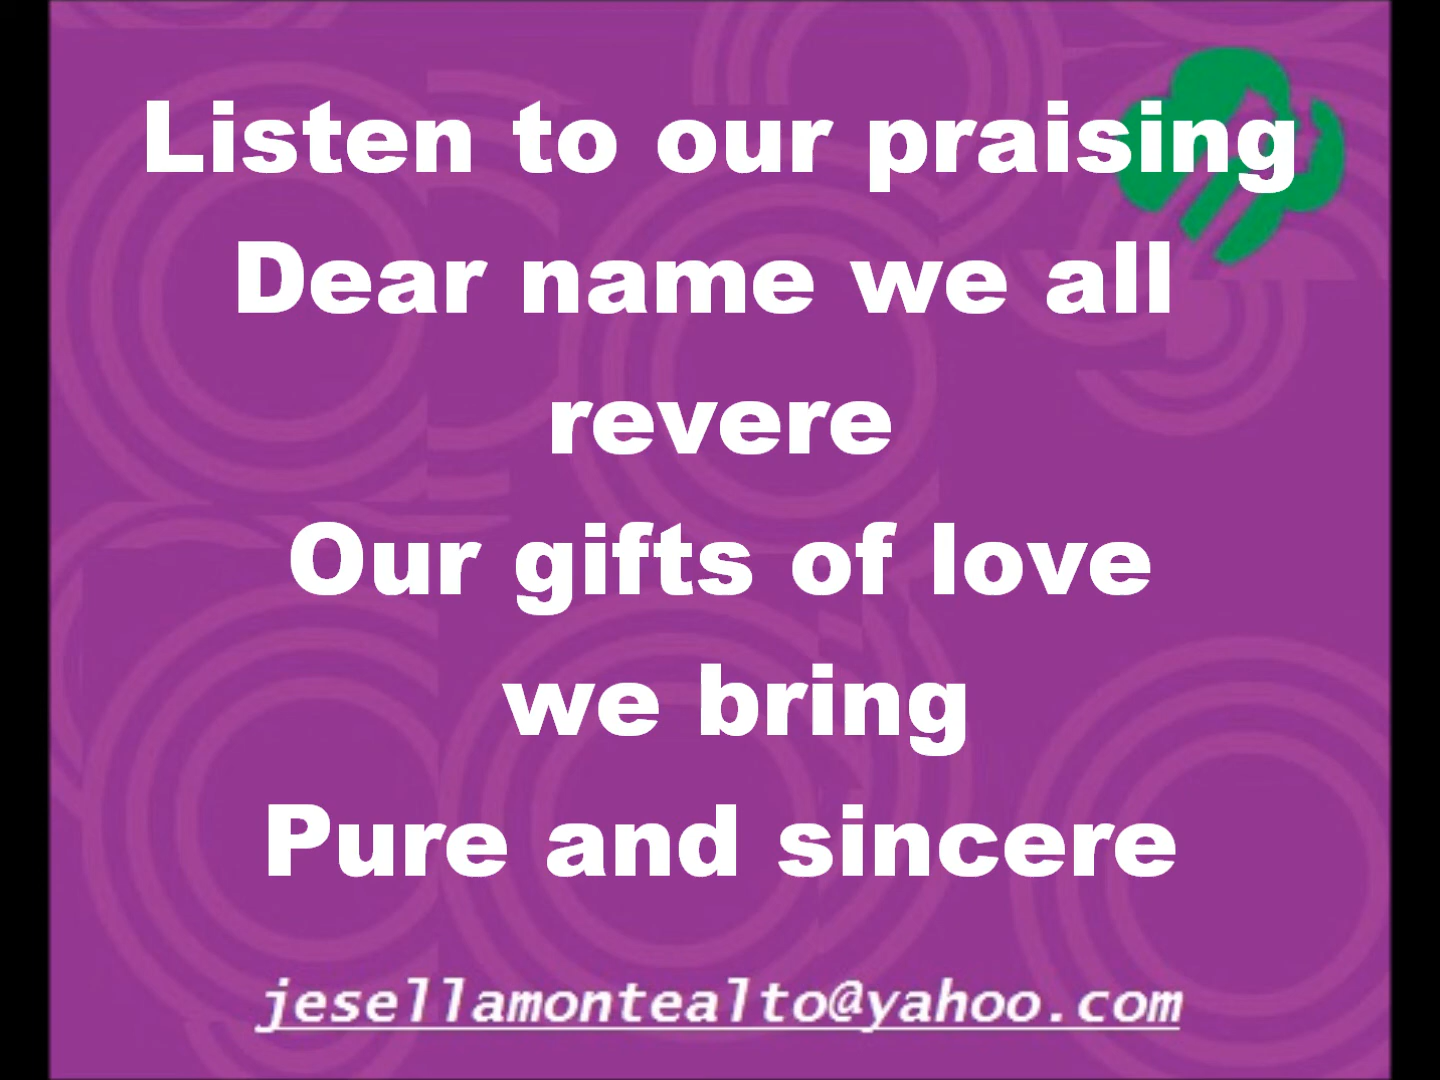 Listen to our praising
Dear name we all
revere
Our gifts of love
we bring
Pure and sincere
jesellamontealto@yahoo.com